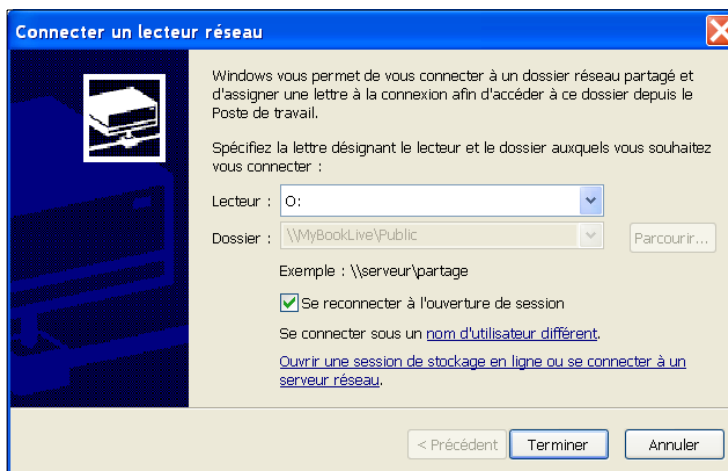 Connecter un lecteur réseau
Windows vous permet de vous connecter à un dossier réseau partagé et
d'assigner une lettre à la connexion afin d'accéder à ce dossier depuis le
Poste de travail.
Spécifiez la lettre désignant le lecteur et le dossier auxquels vous souhaitez
vous connecter :
Lecteur : O:
Dossier : \\MyBookLive\Public Parcourir...
Exemple : \\serveur\partage
Se reconnecter à l'ouverture de session
Se connecter sous un nom d'utilisateur différent.
Ouvrir une session de stockage en ligne ou se connecter à un
serveur réseau.
< Précédent Terminer Annuler